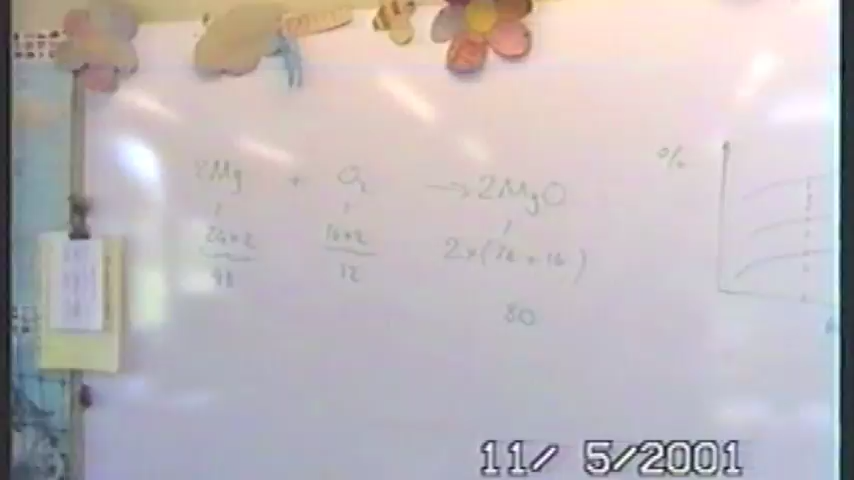 2Mg + O₂ → 2MgO
24×2 16×2 2×(24+16)
48 32
80
%
11/ 5/2001